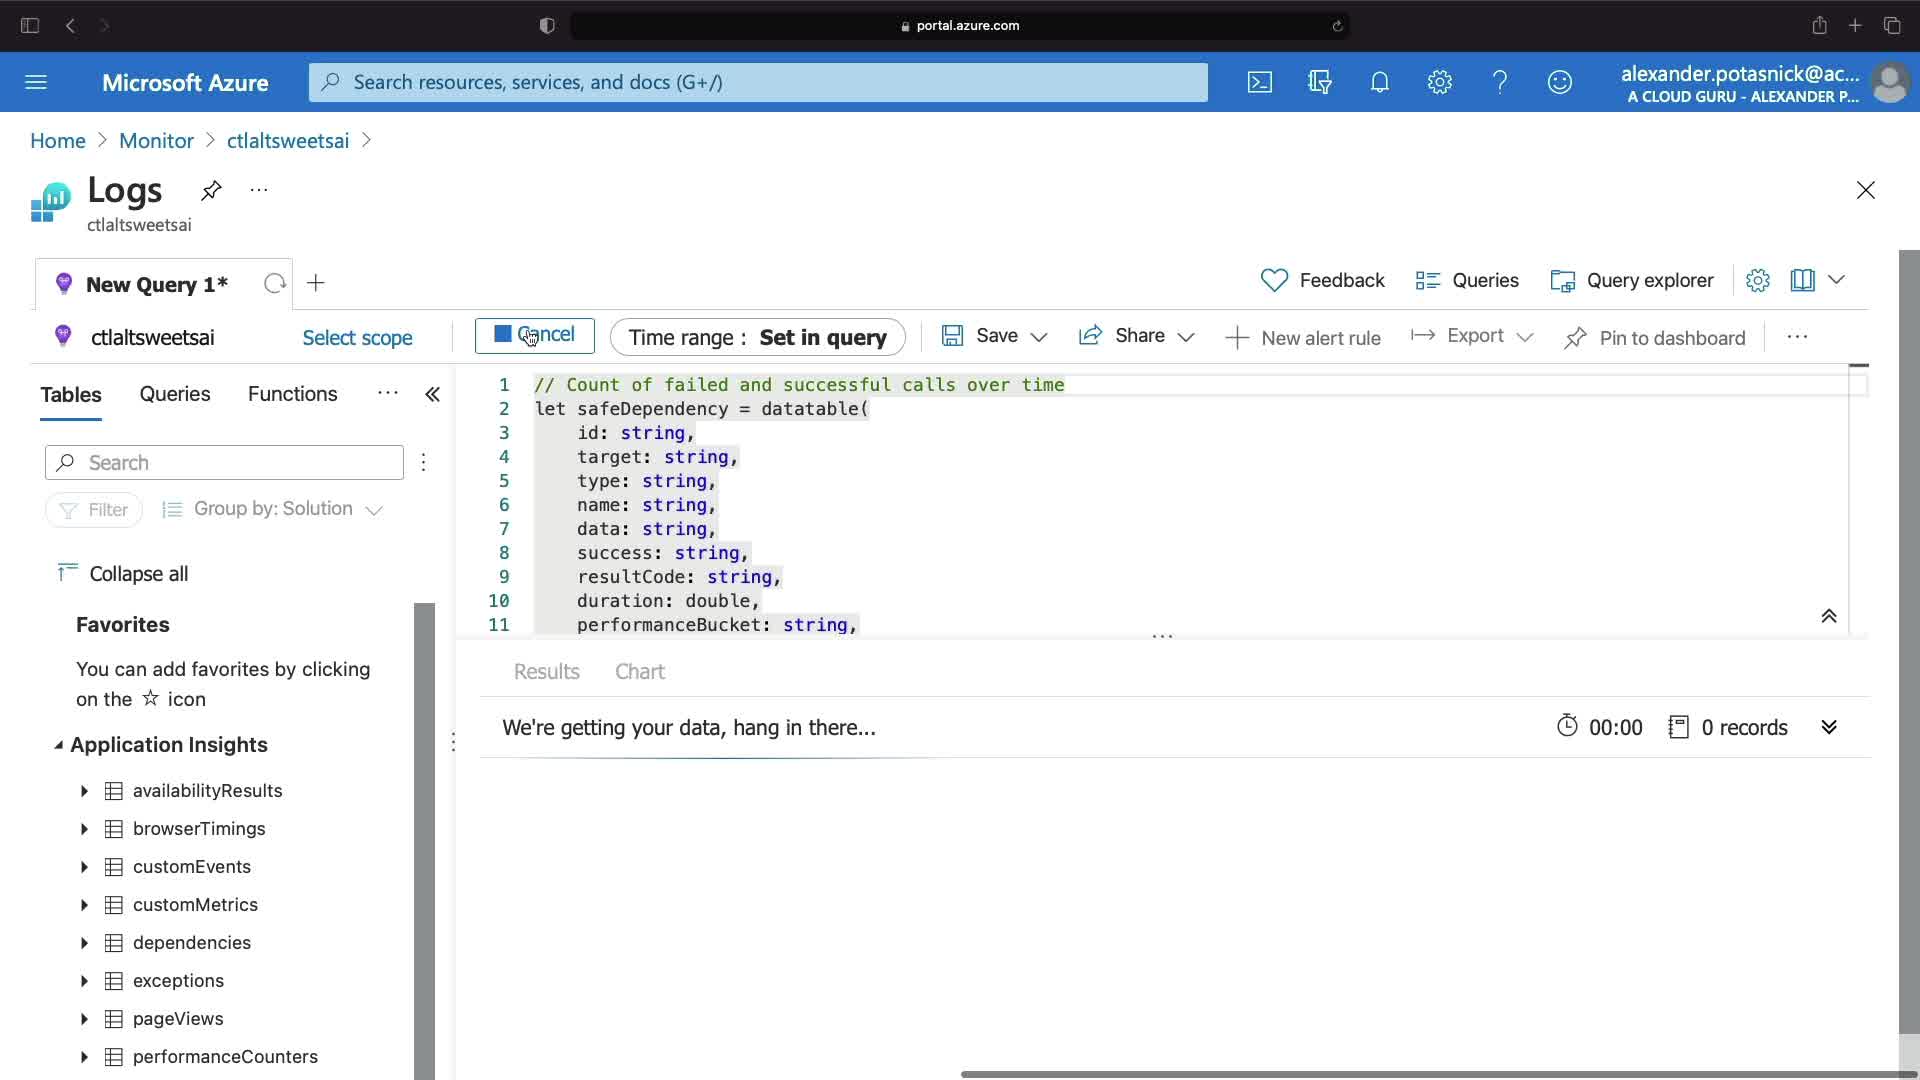 portal.azure.com
Microsoft Azure
Search resources, services, and docs (G+/)
alexander.potasnick@ac...
A CLOUD GURU - ALEXANDER P...
Home > Monitor > ctlaltsweetsai >
Logs
ctlaltsweetsai
New Query 1*
Feedback
Queries
Query explorer
ctlaltsweetsai
Select scope
Cancel
Time range : Set in query
Save
Share
New alert rule
Export
Pin to dashboard
Tables
Queries
Functions
Search
Filter
Group by: Solution
Collapse all
Favorites
You can add favorites by clicking
on the ☆ icon
Application Insights
availabilityResults
browserTimings
customEvents
customMetrics
dependencies
exceptions
pageViews
performanceCounters
1 // Count of failed and successful calls over time
2 let safeDependency = datatable(
3 id: string,
4 target: string,
5 type: string,
6 name: string,
7 data: string,
8 success: string,
9 resultCode: string,
10 duration: double,
11 performanceBucket: string,
Results
Chart
We're getting your data, hang in there...
00:00
0 records